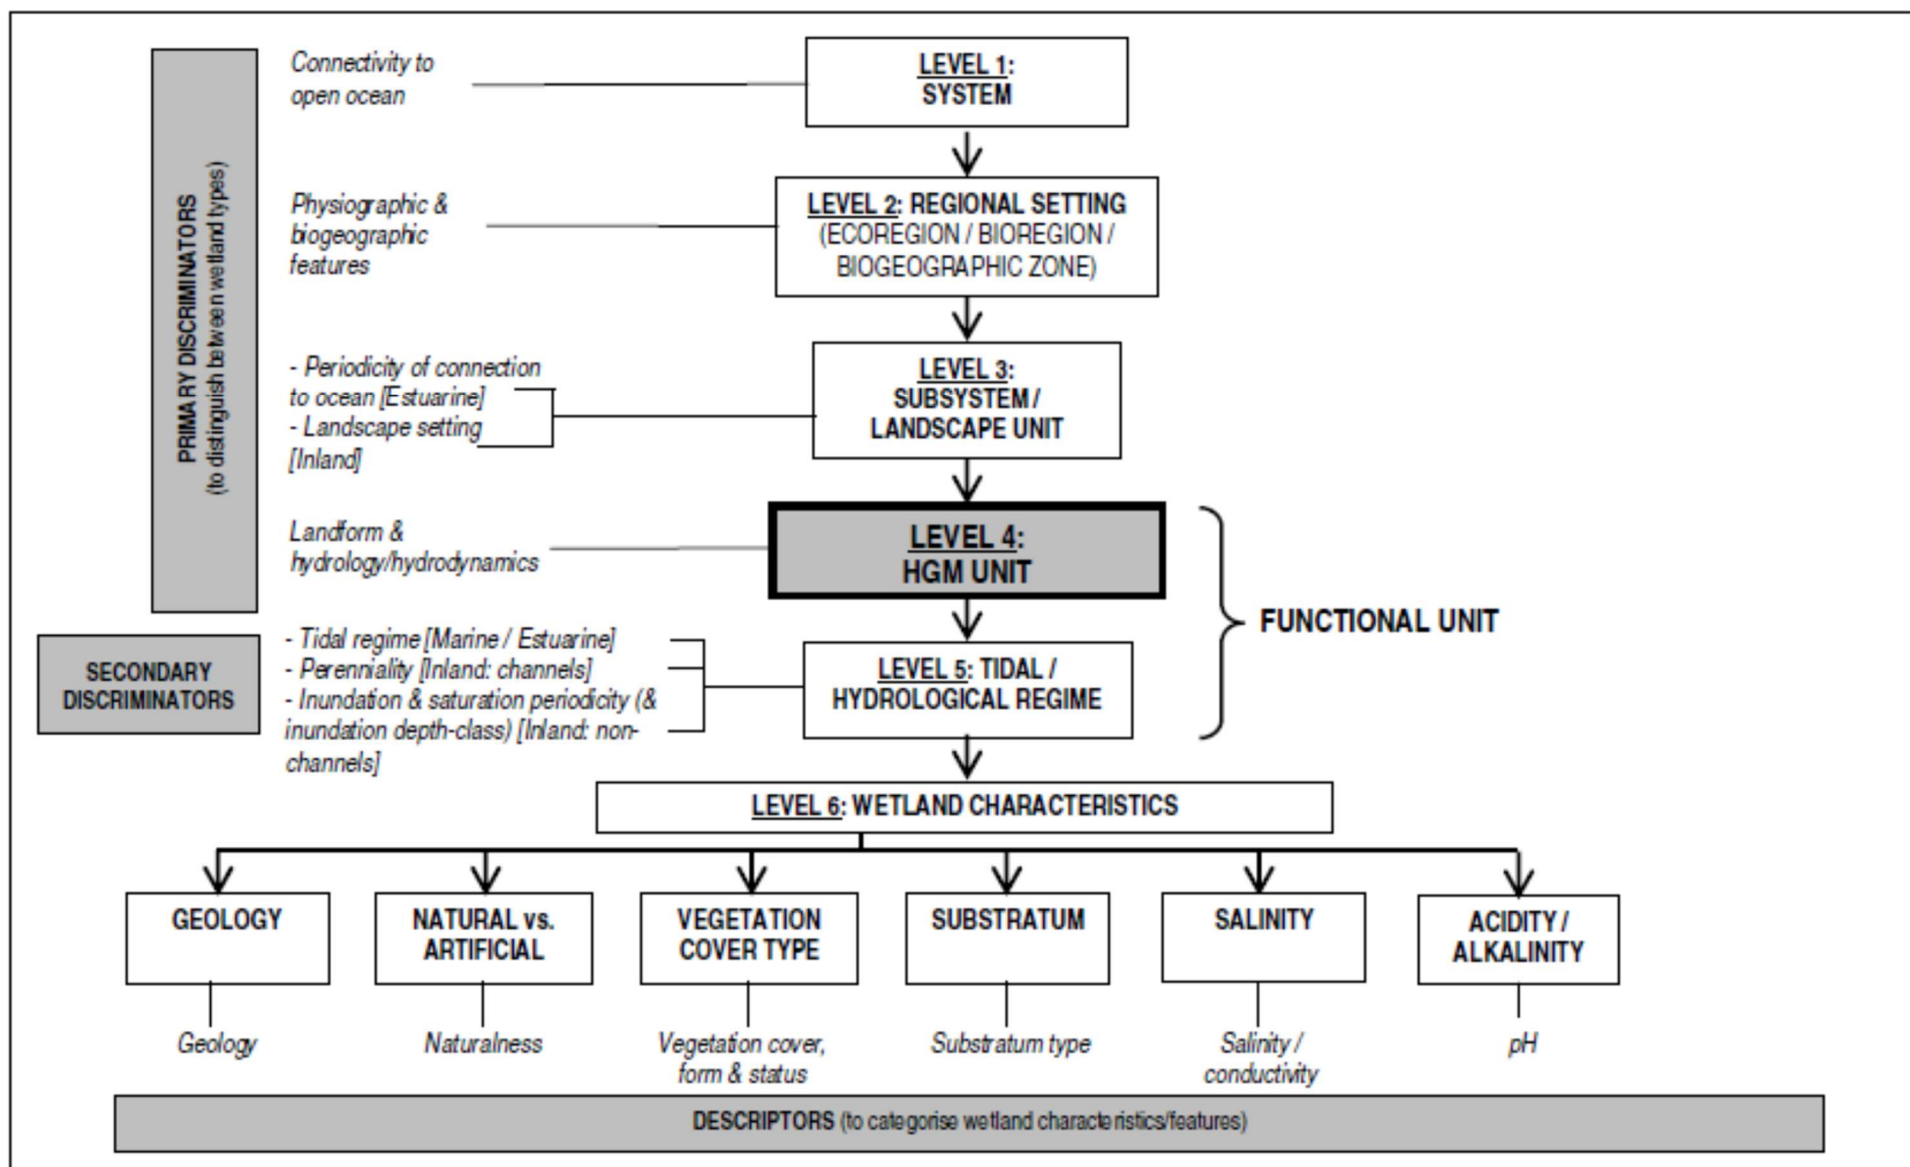 PRIMARY DISCRIMINATORS
(to distinguish between wetland types)
Connectivity to
open ocean
LEVEL 1:
SYSTEM
Physiographic &
biogeographic
features
LEVEL 2: REGIONAL SETTING
(ECOREGION / BIOREGION /
BIOGEOGRAPHIC ZONE)
- Periodicity of connection
to ocean [Estuarine]
- Landscape setting
[Inland]
LEVEL 3:
SUBSYSTEM /
LANDSCAPE UNIT
Landform &
hydrology/hydrodynamics
LEVEL 4:
HGM UNIT
FUNCTIONAL UNIT
SECONDARY
DISCRIMINATORS
- Tidal regime [Marine / Estuarine]
- Perenniality [Inland: channels]
- Inundation & saturation periodicity (&
inundation depth-class) [Inland: non-
channels]
LEVEL 5: TIDAL /
HYDROLOGICAL REGIME
LEVEL 6: WETLAND CHARACTERISTICS
GEOLOGY
NATURAL vs.
ARTIFICIAL
VEGETATION
COVER TYPE
SUBSTRATUM
SALINITY
ACIDITY /
ALKALINITY
Geology
Naturalness
Vegetation cover,
form & status
Substratum type
Salinity /
conductivity
pH
DESCRIPTORS (to categorise wetland characteristics/features)